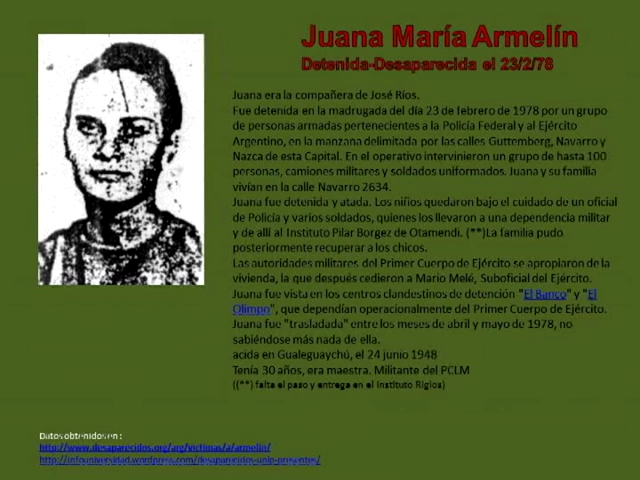 Juana María Armelín
Detenida-Desaparecida el 23/2/78
Juana era la compañera de José Ríos.
Fue detenida en la madrugada del día 23 de febrero de 1978 por un grupo
de personas armadas pertenecientes a la Policía Federal y al Ejército
Argentino, en la manzana delimitada por las calles Guttemberg, Navarro y
Nazca de esta Capital. En el operativo intervinieron un grupo de hasta 100
personas, camiones militares y soldados uniformados. Juana y su familia
vivían en la calle Navarro 2634.
Juana fue detenida y atada. Los niños quedaron bajo el cuidado de un oficial
de Policía y varios soldados, quienes los llevaron a una dependencia militar
y de allí al Instituto Pilar Borgez de Otamendi. (**)La familia pudo
posteriormente recuperar a los chicos.
Las autoridades militares del Primer Cuerpo de Ejército se apropiaron de la
vivienda, la que después cedieron a Mario Melé, Suboficial del Ejército.
Juana fue vista en los centros clandestinos de detención "El Banco" y "El
Olimpo", que dependían operacionalmente del Primer Cuerpo de Ejército.
Juana fue "trasladada" entre los meses de abril y mayo de 1978, no
sabiéndose más nada de ella.
acida en Gualeguaychú, el 24 junio 1948
Tenía 30 años, era maestra. Militante del PCLM
((**) falta el paso y entrega en el Instituto Riglos)
Datos obtenidos en :
http://www.desaparecidos.org/arg/victimas/a/armelin/
http://infouniversidad.wordpress.com/desaparecidos-unlp-presentes/